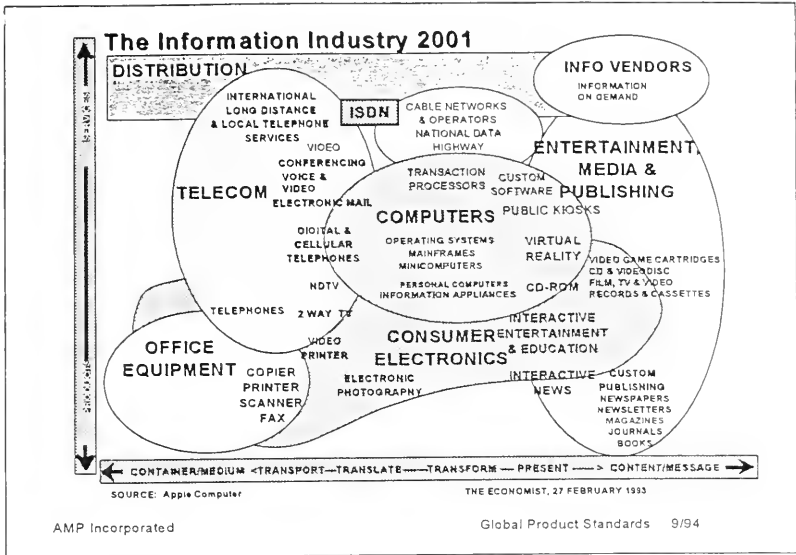 The Information Industry 2001
DISTRIBUTION
INFO VENDORS
INFORMATION
ON DEMAND
INTERNATIONAL
LONG DISTANCE
& LOCAL TELEPHONE
SERVICES
ISDN
CABLE NETWORKS
& OPERATORS
NATIONAL DATA
HIGHWAY
ENTERTAINMENT,
MEDIA &
PUBLISHING
VIDEO
CONFERENCING
VOICE &
VIDEO
ELECTRONIC MAIL
TELECOM
TRANSACTION
PROCESSORS
CUSTOM
SOFTWARE
PUBLIC KIOSKS
COMPUTERS
DIGITAL &
CELLULAR
TELEPHONES
OPERATING SYSTEMS
MAINFRAMES
MINICOMPUTERS
VIRTUAL
REALITY
VIDEO GAME CARTRIDGES
CD & VIDEODISC
FILM, TV & VIDEO
RECORDS & CASSETTES
HDTV
PERSONAL COMPUTERS
INFORMATION APPLIANCES
CD-ROM
TELEPHONES
2 WAY TV
VIDEO
PRINTER
CONSUMER
ELECTRONICS
INTERACTIVE
ENTERTAINMENT
& EDUCATION
OFFICE
EQUIPMENT
COPIER
PRINTER
SCANNER
FAX
ELECTRONIC
PHOTOGRAPHY
INTERACTIVE
NEWS
CUSTOM
PUBLISHING
NEWSPAPERS
NEWSLETTERS
MAGAZINES
JOURNALS
BOOKS
PRODUCTS
CONTAINER/MEDIUM <TRANSPORT—TRANSLATE——TRANSFORM — PRESENT ——> CONTENT/MESSAGE
SOURCE: Apple Computer
THE ECONOMIST, 27 FEBRUARY 1993
AMP Incorporated
Global Product Standards 9/94